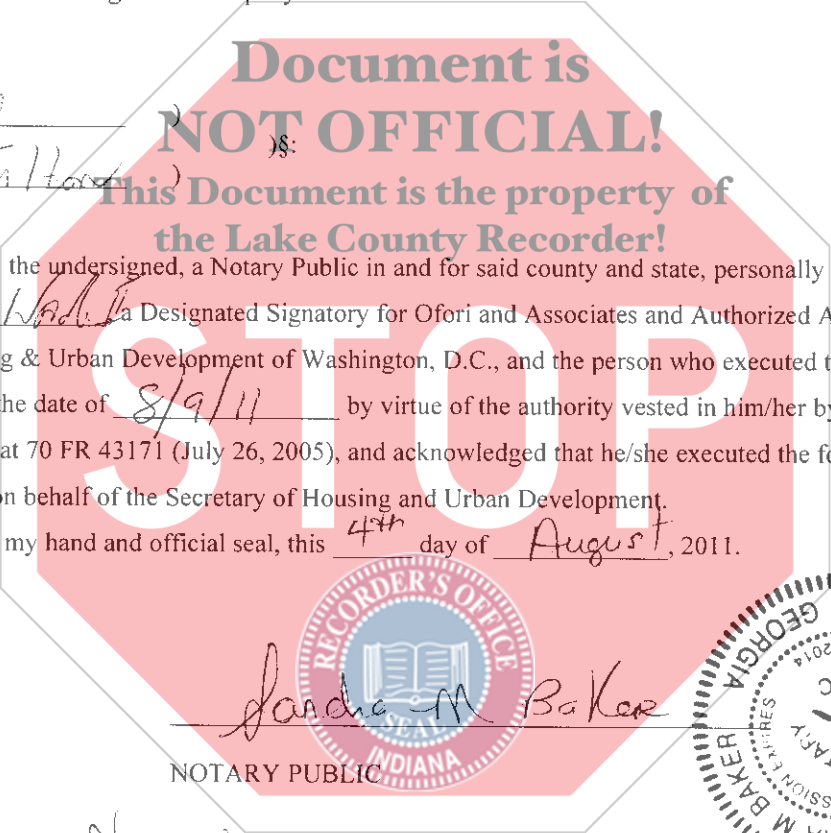 Document is
NOT OFFICIAL!
)
)§:
)
This Document is the property of
the Lake County Recorder!
the undersigned, a Notary Public in and for said county and state, personally
a Designated Signatory for Ofori and Associates and Authorized A
g & Urban Development of Washington, D.C., and the person who executed t
he date of 8/9/11 by virtue of the authority vested in him/her by
at 70 FR 43171 (July 26, 2005), and acknowledged that he/she executed the fo
n behalf of the Secretary of Housing and Urban Development.
my hand and official seal, this 4th day of August, 2011.
STOP
RECORDER'S OFFICE
SEAL
INDIANA
Sandra M Baker
NOTARY PUBLIC
M BAKER
GEORGIA
EXPIRES
2014